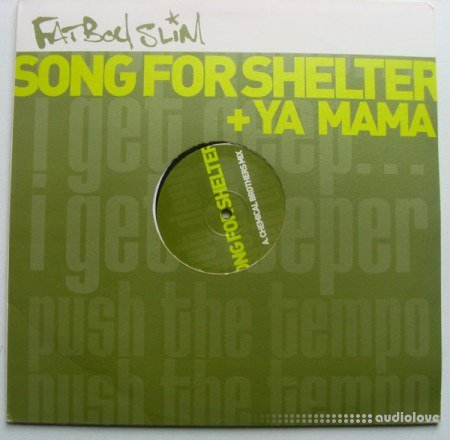 FATBOY SLIM
SONG FOR SHELTER
+ YA MAMA
i get deep...
i get deeper
push the tempo
push the tempo
SONG FOR SHELTER
A. CHEMICAL BROTHERS MIX
audiolove